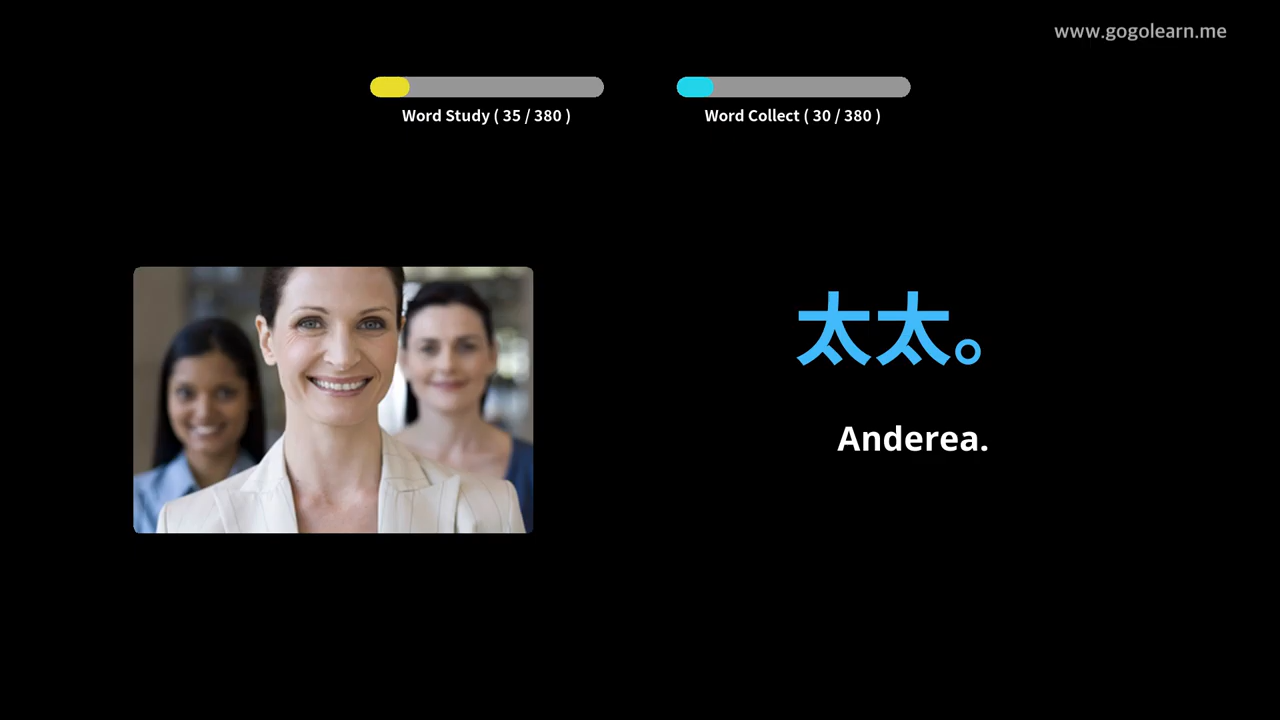 www.gogolearn.me
Word Study ( 35 / 380 )
Word Collect ( 30 / 380 )
太太。
Anderea.